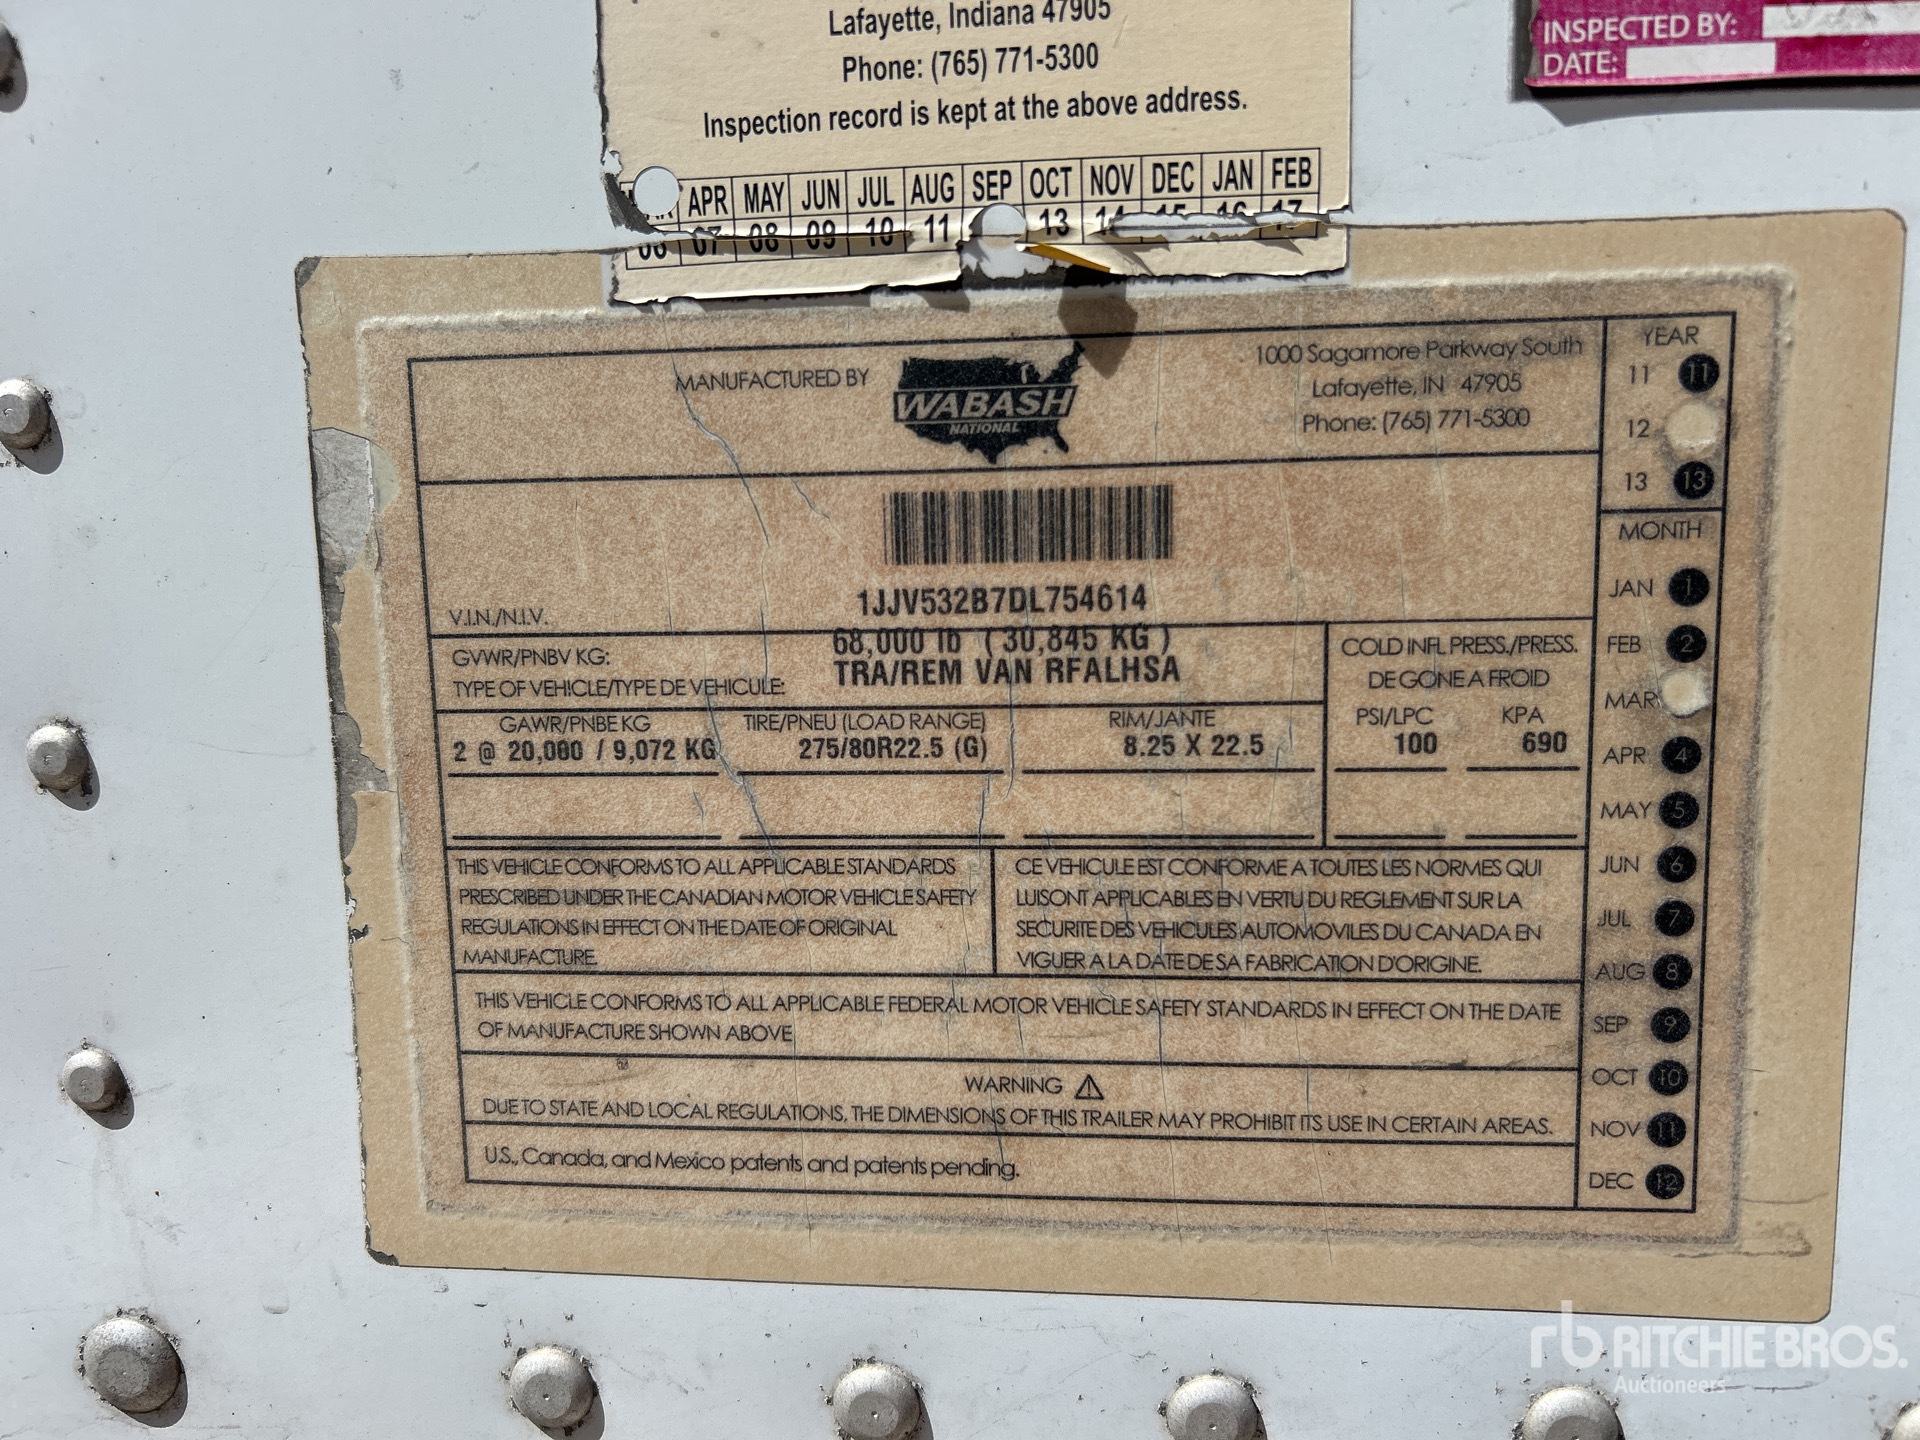 Lafayette, Indiana 47905
Phone: (765) 771-5300
Inspection record is kept at the above address.
APR MAY JUN JUL AUG SEP OCT NOV DEC JAN FEB
06 07 08 09 10 11 13 14 15 16 17
INSPECTED BY:
DATE:
MANUFACTURED BY
WABASH
NATIONAL
1000 Sagamore Parkway South
Lafayette, IN 47905
Phone: (765) 771-5300
V.I.N./N.I.V.
1JJV532B7DL754614
GVWR/PNBV KG:
68,000 lb ( 30,845 KG )
TYPE OF VEHICLE/TYPE DE VEHICULE:
TRA/REM VAN RFALHSA
COLD INFL PRESS./PRESS.
DE GONE A FROID
GAWR/PNBE KG TIRE/PNEU (LOAD RANGE) RIM/JANTE PSI/LPC KPA
2 @ 20,000 / 9,072 KG 275/80R22.5 (G) 8.25 X 22.5 100 690
THIS VEHICLE CONFORMS TO ALL APPLICABLE STANDARDS
PRESCRIBED UNDER THE CANADIAN MOTOR VEHICLE SAFETY
REGULATIONS IN EFFECT ON THE DATE OF ORIGINAL
MANUFACTURE.
CE VEHICULE EST CONFORME A TOUTES LES NORMES QUI
LUISONT APPLICABLES EN VERTU DU REGLEMENT SUR LA
SECURITE DES VEHICULES AUTOMOVILES DU CANADA EN
VIGUER A LA DATE DE SA FABRICATION D'ORIGINE.
THIS VEHICLE CONFORMS TO ALL APPLICABLE FEDERAL MOTOR VEHICLE SAFETY STANDARDS IN EFFECT ON THE DATE
OF MANUFACTURE SHOWN ABOVE
WARNING
DUE TO STATE AND LOCAL REGULATIONS, THE DIMENSIONS OF THIS TRAILER MAY PROHIBIT ITS USE IN CERTAIN AREAS.
U.S., Canada, and Mexico patents and patents pending.
YEAR
11 11
12
13 13
MONTH
JAN 1
FEB 2
MAR
APR 4
MAY 5
JUN 6
JUL 7
AUG 8
SEP 9
OCT 10
NOV 11
DEC 12
rb RITCHIE BROS.
Auctioneers